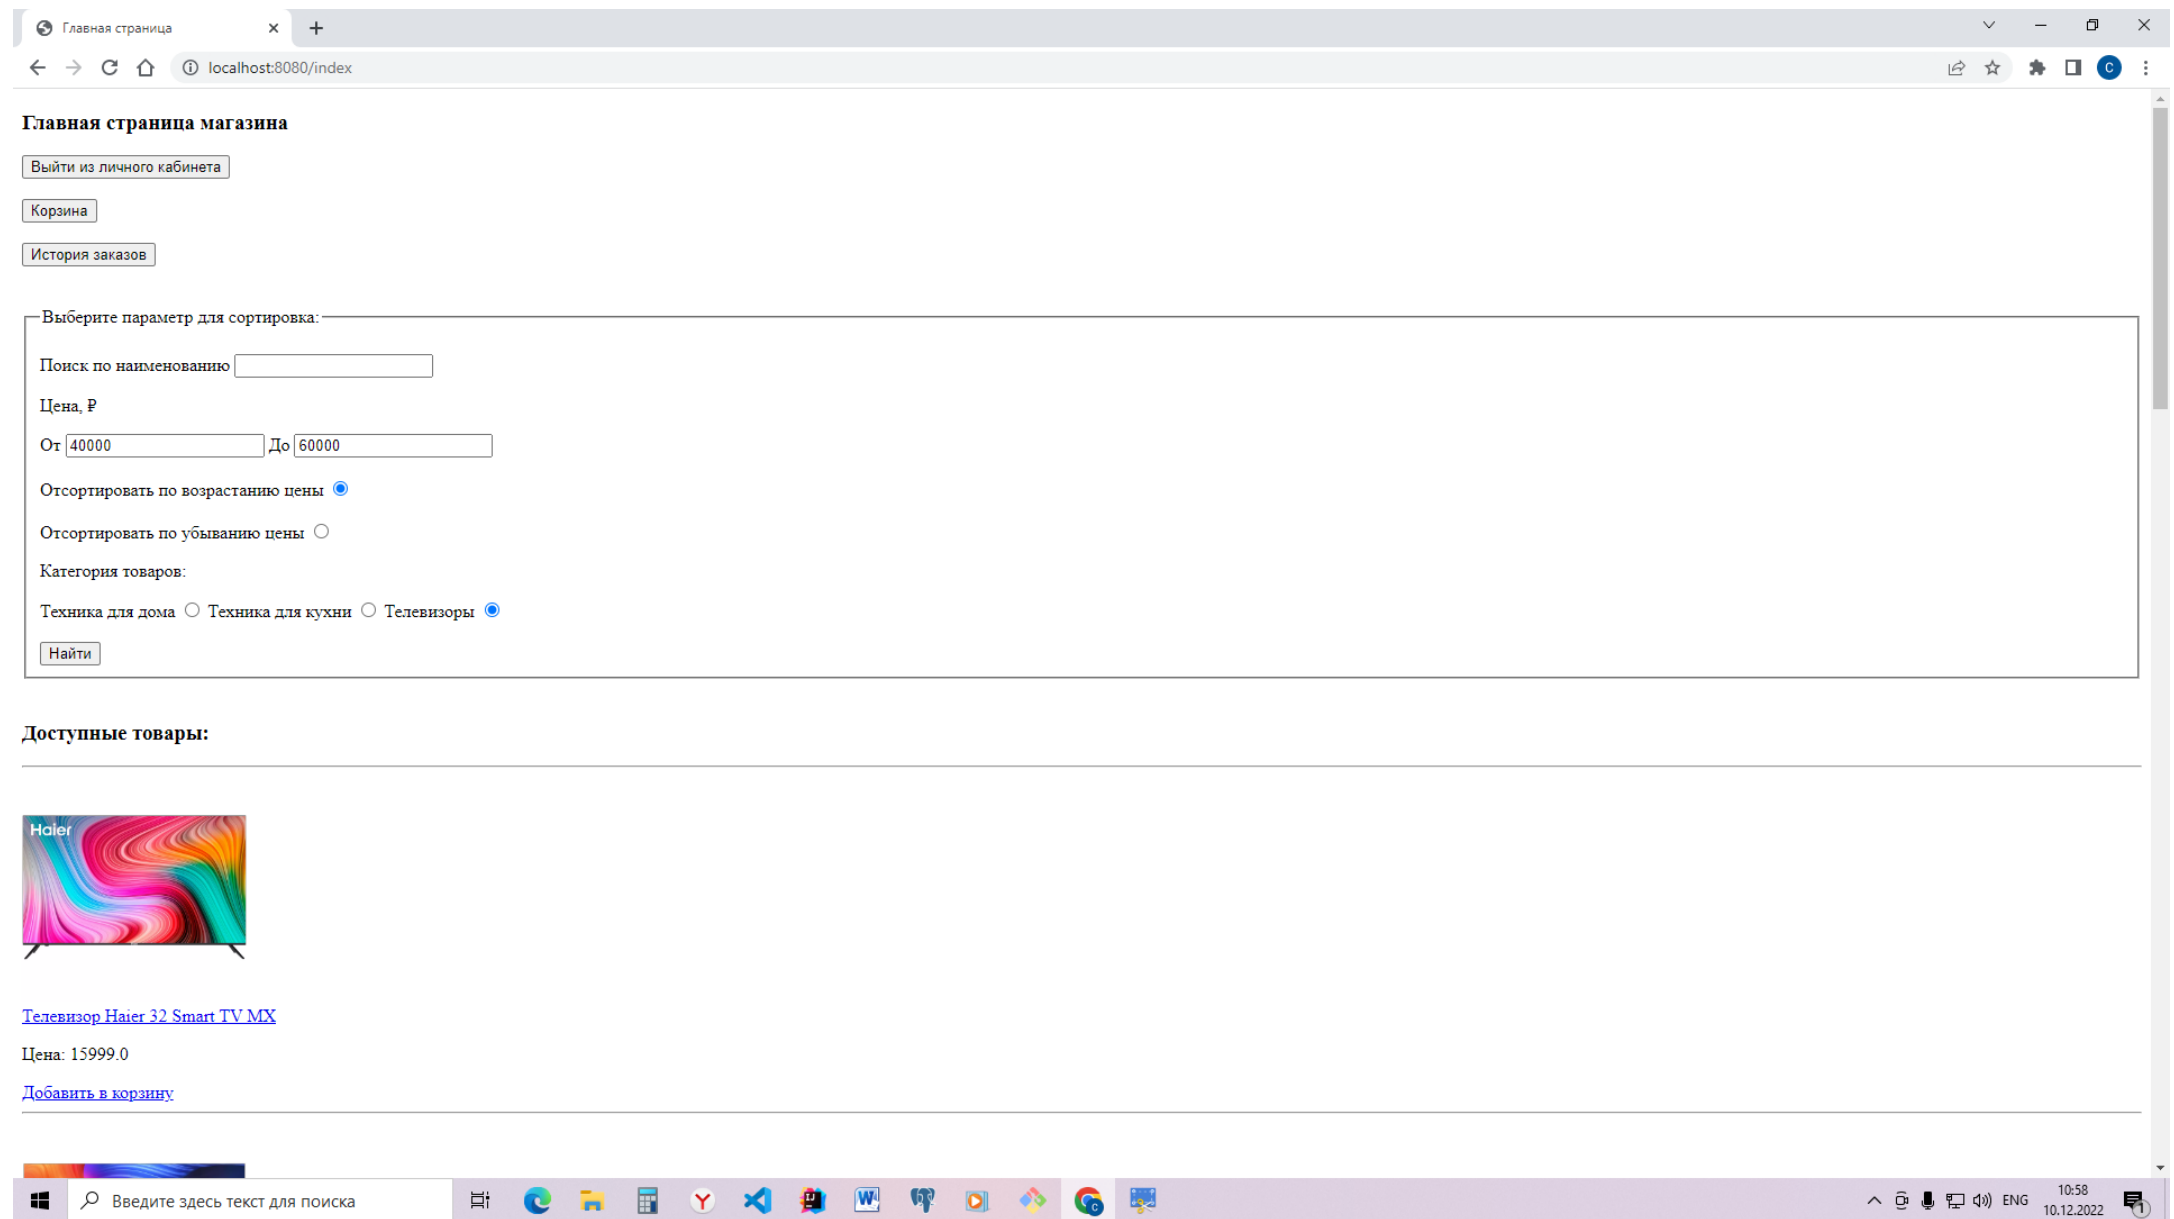 Главная страница
localhost:8080/index
C
Главная страница магазина
Выйти из личного кабинета
Корзина
История заказов
Выберите параметр для сортировка:
Поиск по наименованию
Цена, ₽
От 40000 До 60000
Отсортировать по возрастанию цены
Отсортировать по убыванию цены
Категория товаров:
Техника для дома Техника для кухни Телевизоры
Найти
Доступные товары:
Haier
Телевизор Haier 32 Smart TV MX
Цена: 15999.0
Добавить в корзину
Введите здесь текст для поиска
ENG
10:58
10.12.2022
1